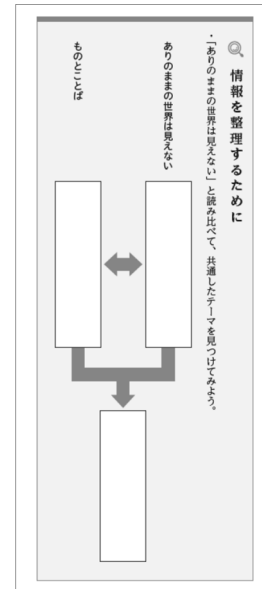 情報を整理するために
・「ありのままの世界は見えない」と読み比べて、共通したテーマを見つけてみよう。
ありのままの世界は見えない
ものとことば